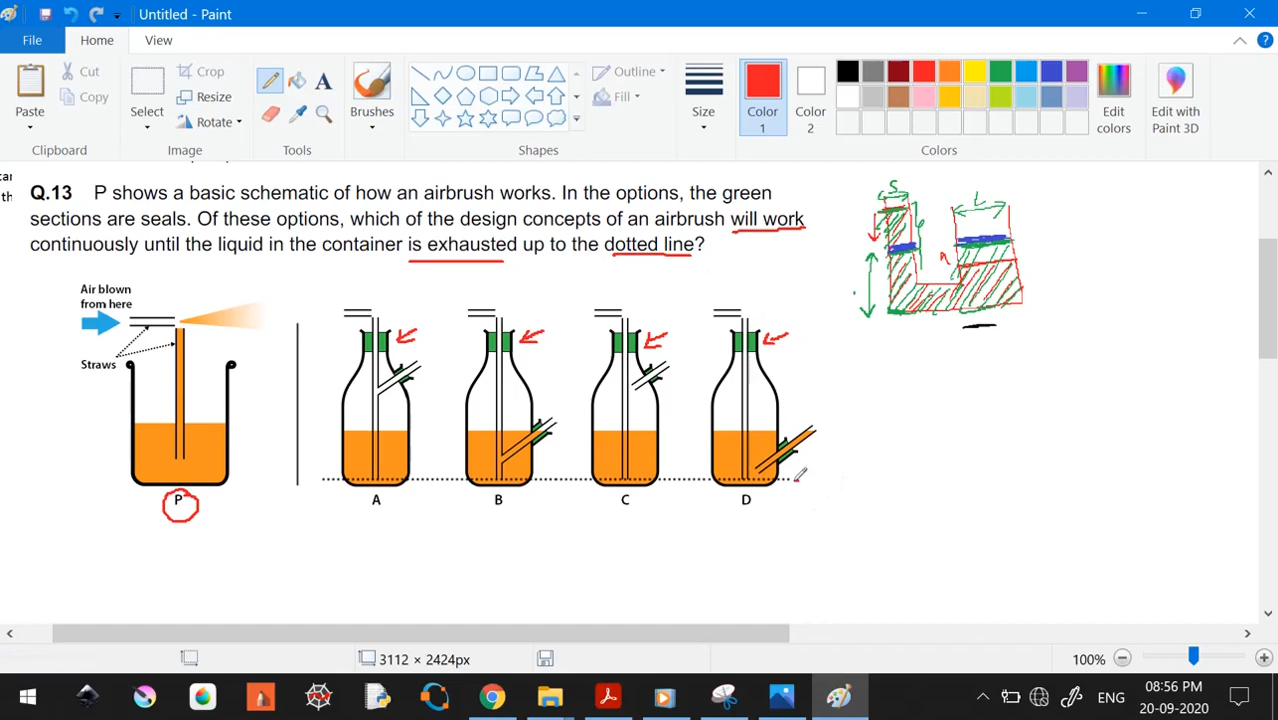 Untitled - Paint
File
Home
View
Paste
Cut
Copy
Clipboard
Select
Crop
Resize
Rotate
Image
A
Tools
Brushes
Outline
Fill
Shapes
Size
Color 1
Color 2
Edit colors
Colors
Edit with Paint 3D
Q.13 P shows a basic schematic of how an airbrush works. In the options, the green
sections are seals. Of these options, which of the design concepts of an airbrush will work
continuously until the liquid in the container is exhausted up to the dotted line?
Air blown
from here
Straws
P
A
B
C
D
S
L
3112 × 2424px
100%
ENG
08:56 PM
20-09-2020